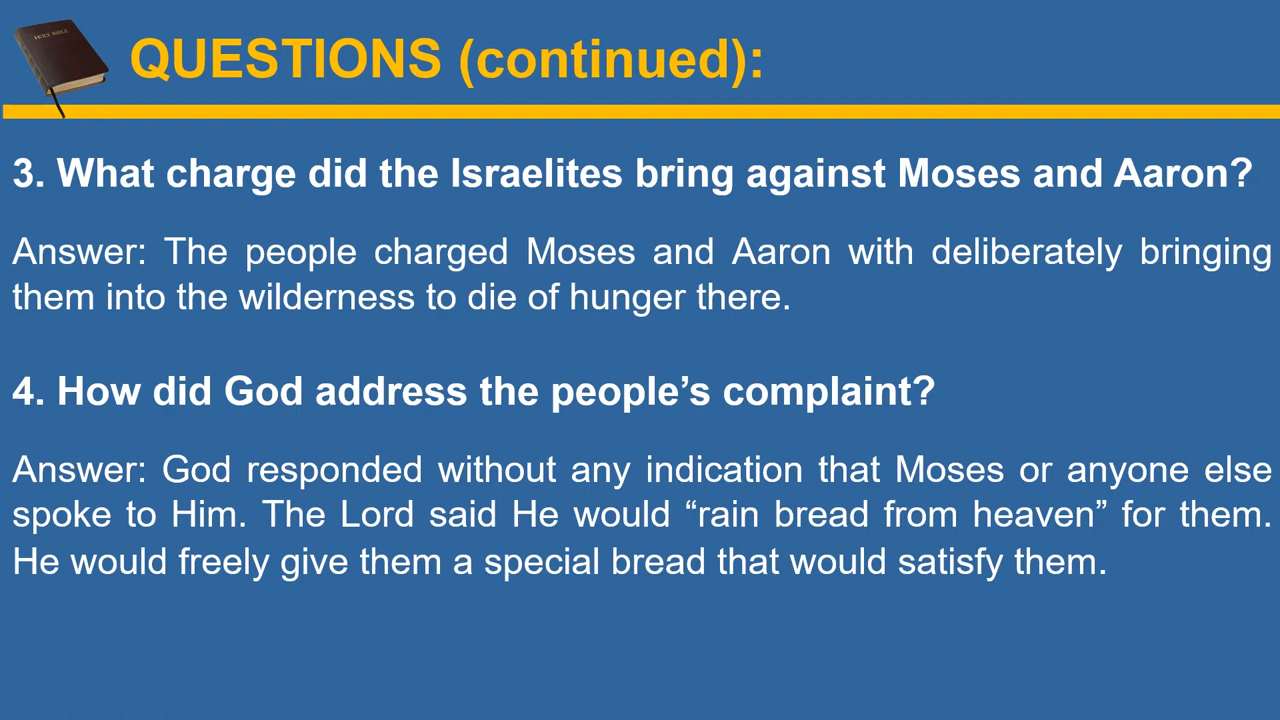 HOLY BIBLE
QUESTIONS (continued):
3. What charge did the Israelites bring against Moses and Aaron?
Answer: The people charged Moses and Aaron with deliberately bringing
them into the wilderness to die of hunger there.
4. How did God address the people’s complaint?
Answer: God responded without any indication that Moses or anyone else
spoke to Him. The Lord said He would “rain bread from heaven” for them.
He would freely give them a special bread that would satisfy them.